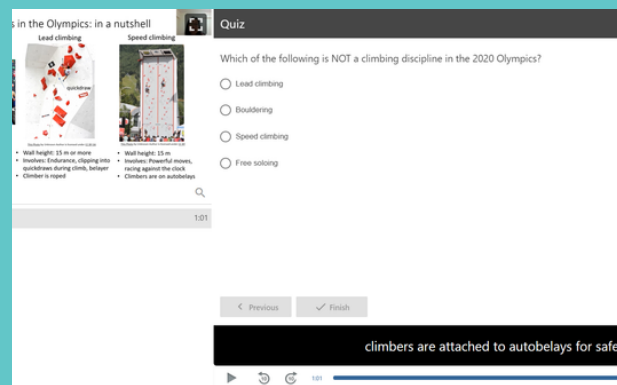 s in the Olympics: in a nutshell
Lead climbing
quickdraw
• Wall height: 15 m or more
• Involves: Endurance, clipping into
quickdraws during climb, belayer
• Climber is roped
Speed climbing
• Wall height: 15 m
• Involves: Powerful moves,
racing against the clock
• Climbers are on autobelays
1:01
Quiz
Which of the following is NOT a climbing discipline in the 2020 Olympics?
Lead climbing
Bouldering
Speed climbing
Free soloing
Previous
Finish
climbers are attached to autobelays for safe
1:01